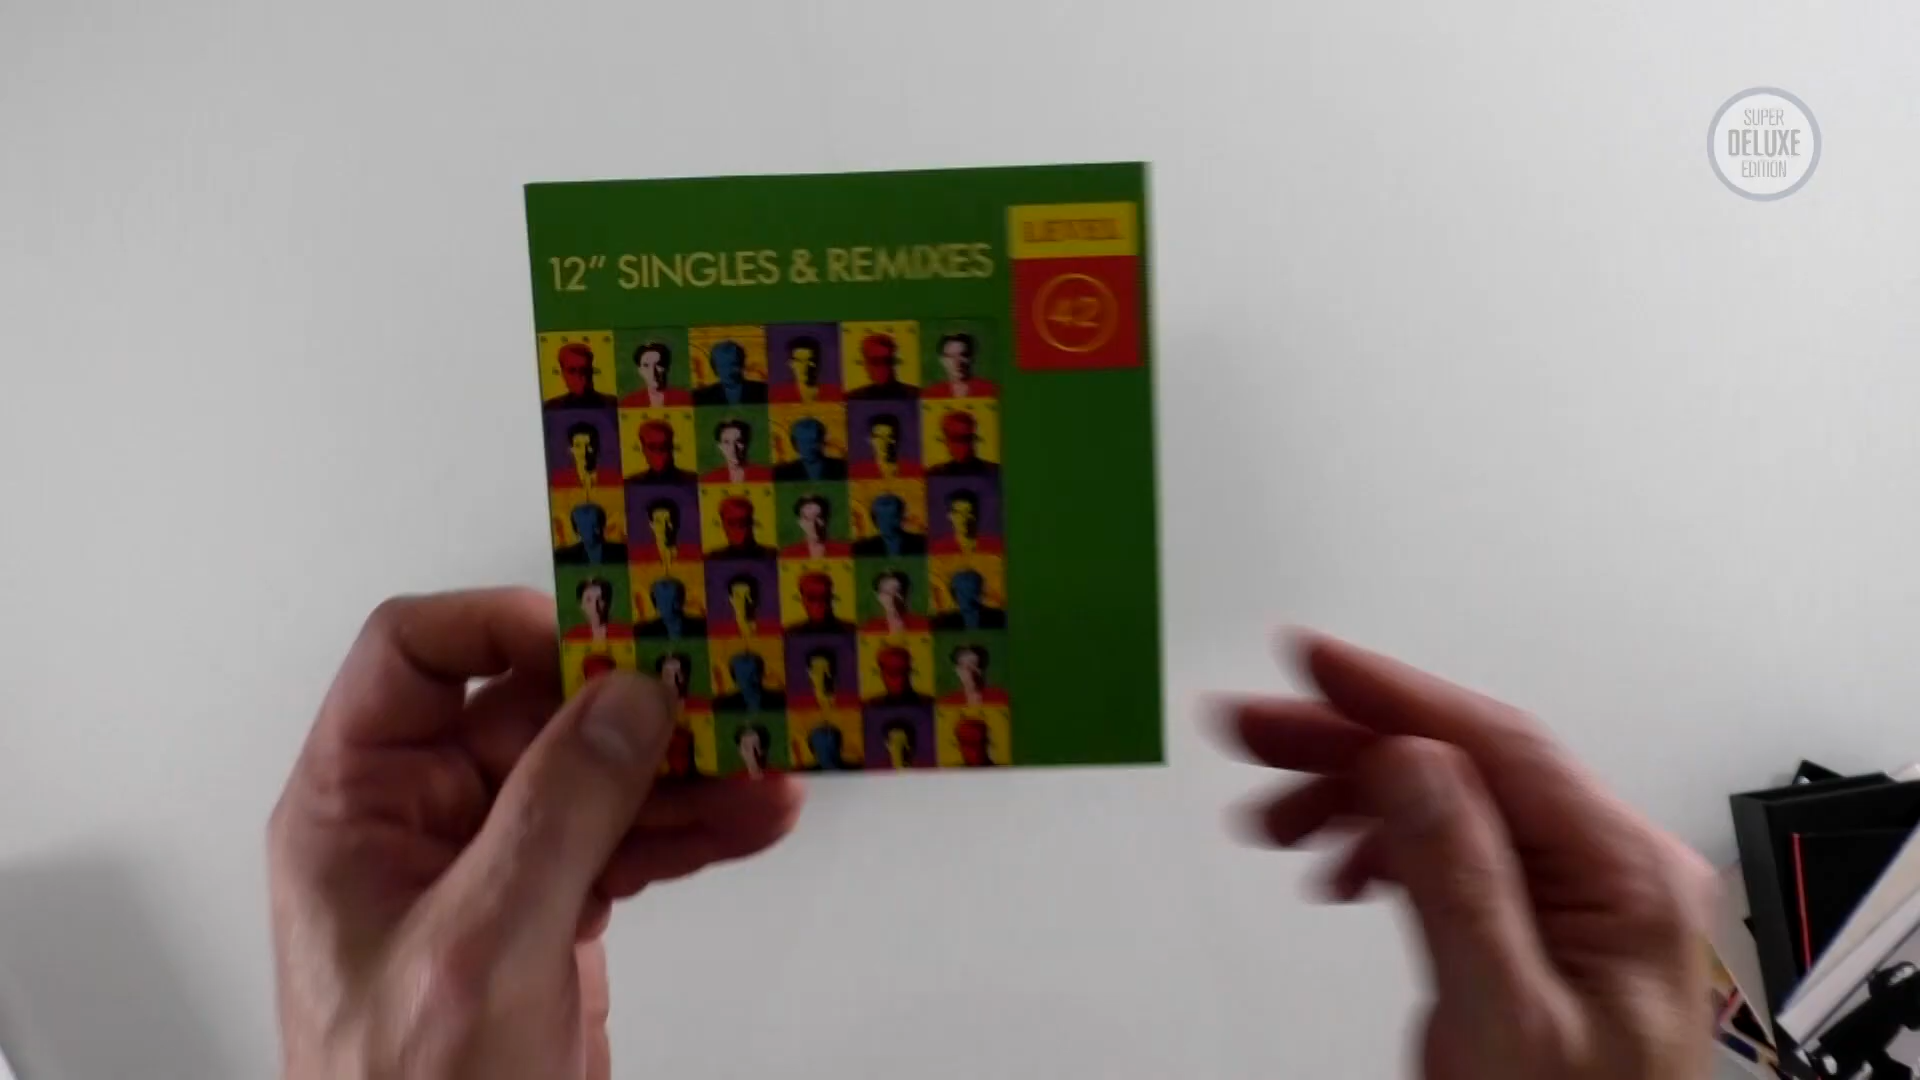 SUPER
DELUXE
EDITION
12" SINGLES & REMIXES
LEVEL
42